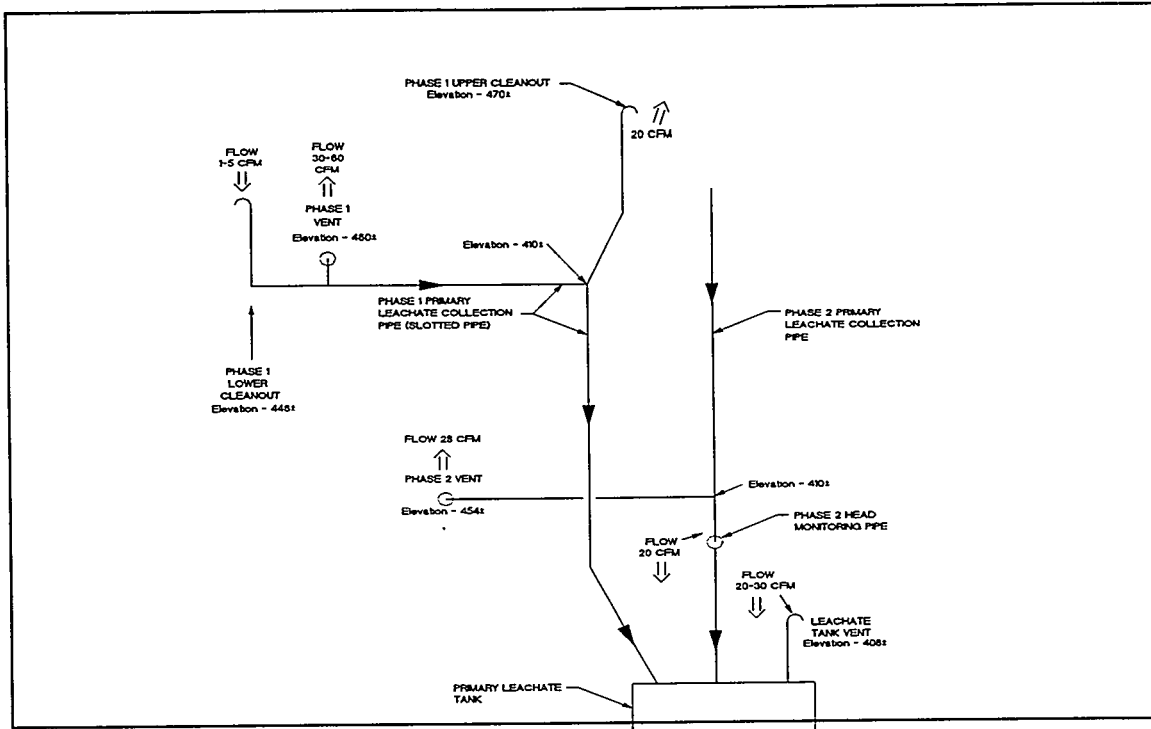 PHASE 1 UPPER CLEANOUT
Elevation - 470±
20 CFM
FLOW
1-5 CFM
FLOW
30-60
CFM
PHASE 1
VENT
Elevation - 460±
Elevation - 410±
PHASE 1 PRIMARY
LEACHATE COLLECTION
PIPE (SLOTTED PIPE)
PHASE 2 PRIMARY
LEACHATE COLLECTION
PIPE
PHASE 1
LOWER
CLEANOUT
Elevation - 448±
FLOW 28 CFM
PHASE 2 VENT
Elevation - 454±
Elevation - 410±
PHASE 2 HEAD
MONITORING PIPE
FLOW
20 CFM
FLOW
20-30 CFM
LEACHATE
TANK VENT
Elevation - 408±
PRIMARY LEACHATE
TANK